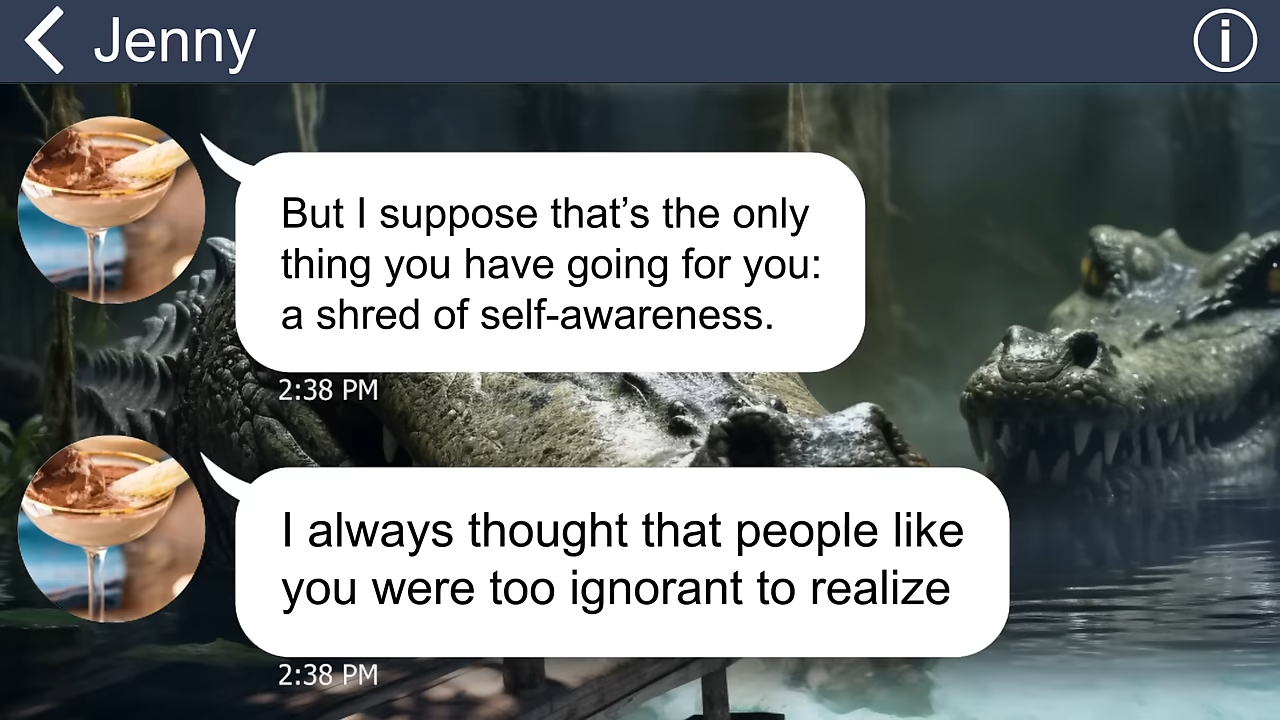 Jenny
But I suppose that’s the only
thing you have going for you:
a shred of self-awareness.
2:38 PM
I always thought that people like
you were too ignorant to realize
2:38 PM